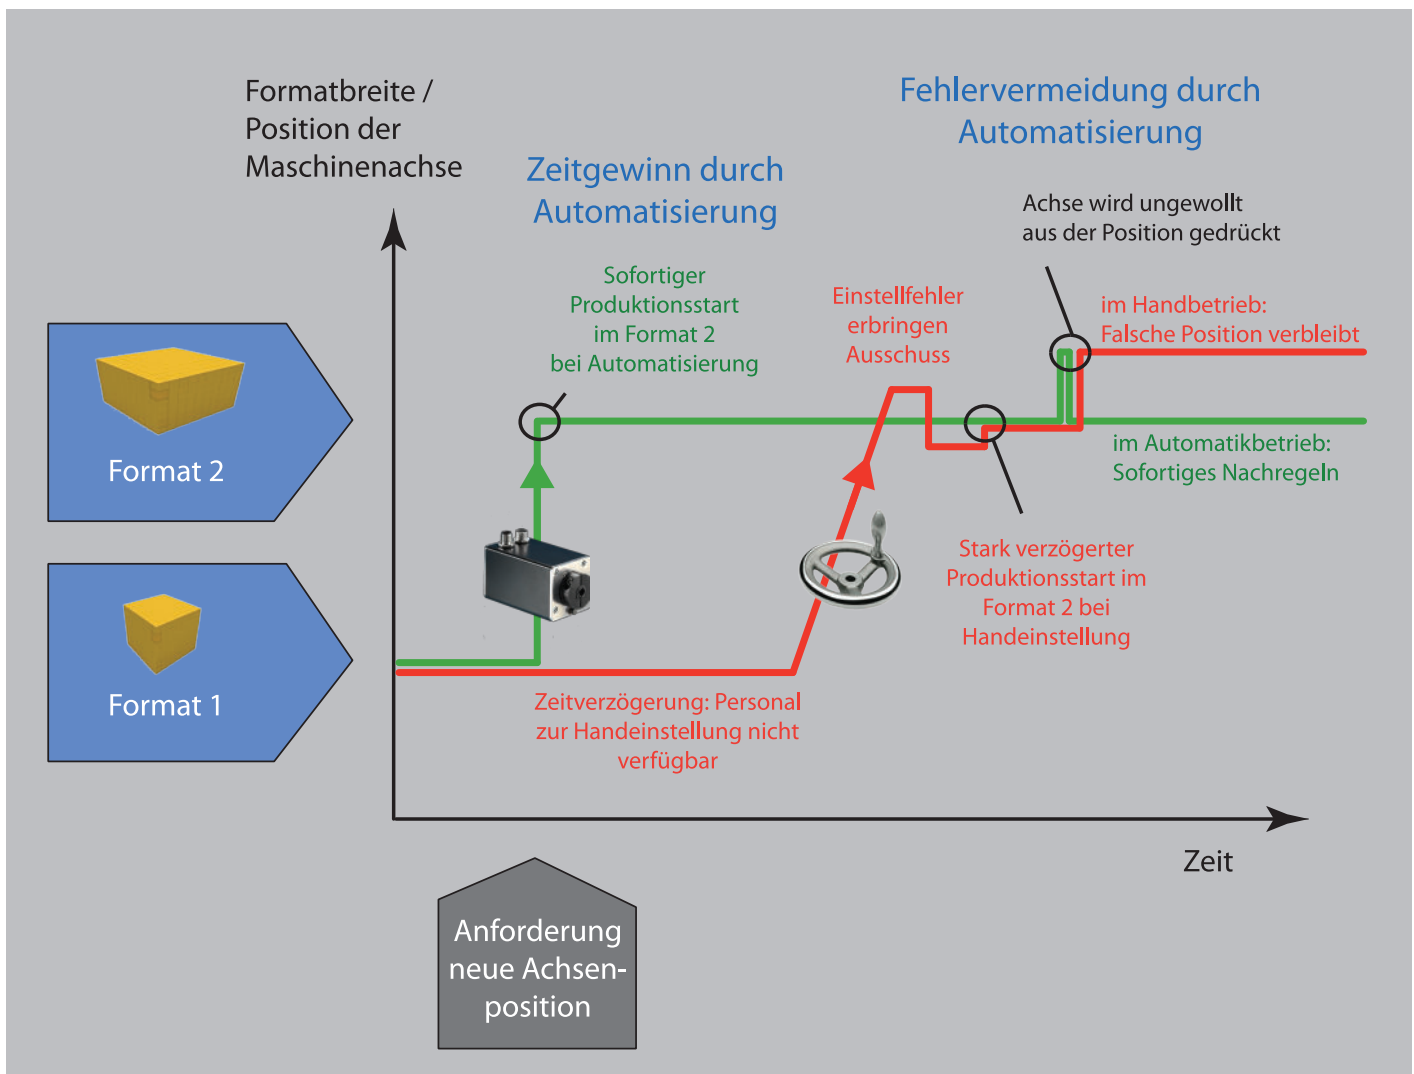 Formatbreite /
Position der
Maschinenachse
Zeitgewinn durch
Automatisierung
Fehlervermeidung durch
Automatisierung
Achse wird ungewollt
aus der Position gedrückt
Sofortiger
Produktionsstart
im Format 2
bei Automatisierung
Einstellfehler
erbringen
Ausschuss
im Handbetrieb:
Falsche Position verbleibt
im Automatikbetrieb:
Sofortiges Nachregeln
Format 2
Stark verzögerter
Produktionsstart im
Format 2 bei
Handeinstellung
Format 1
Zeitverzögerung: Personal
zur Handeinstellung nicht
verfügbar
Zeit
Anforderung
neue Achsen-
position